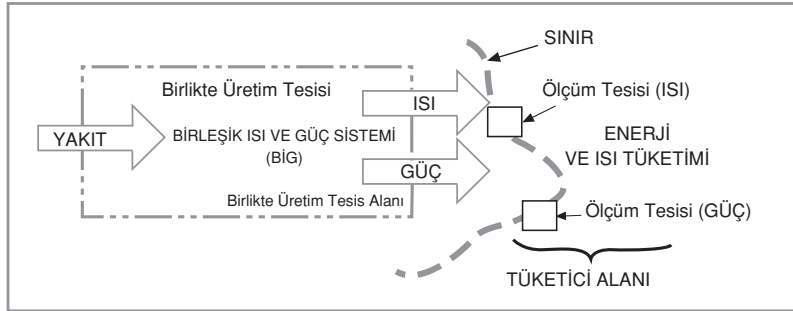 SINIR
Birlikte Üretim Tesisi
ISI
Ölçüm Tesisi (ISI)
YAKIT
BİRLEŞİK ISI VE GÜÇ SİSTEMİ
(BİG)
ENERJİ
VE ISI TÜKETİMİ
GÜÇ
Birlikte Üretim Tesis Alanı
Ölçüm Tesisi (GÜÇ)
TÜKETİCİ ALANI